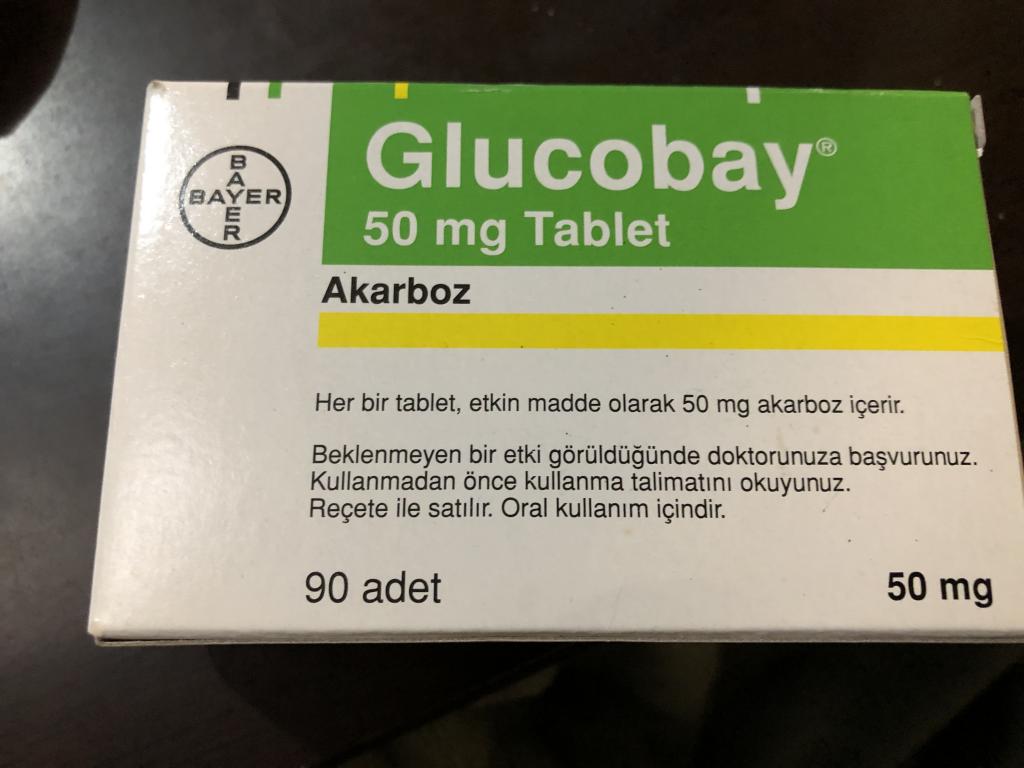 BAYER
BAYER
Glucobay®
50 mg Tablet
Akarboz
Her bir tablet, etkin madde olarak 50 mg akarboz içerir.
Beklenmeyen bir etki görüldüğünde doktorunuza başvurunuz.
Kullanmadan önce kullanma talimatını okuyunuz.
Reçete ile satılır. Oral kullanım içindir.
90 adet
50 mg